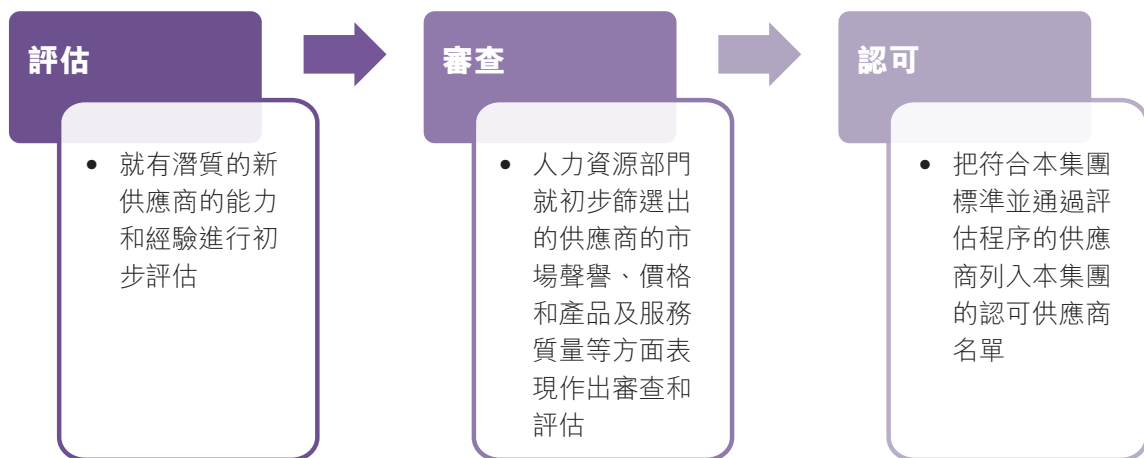 評估
• 就有潛質的新
供應商的能力
和經驗進行初
步評估
審查
• 人力資源部門
就初步篩選出
的供應商的市
場聲譽、價格
和產品及服務
質量等方面表
現作出審查和
評估
認可
• 把符合本集團
標準並通過評
估程序的供應
商列入本集團
的認可供應商
名單